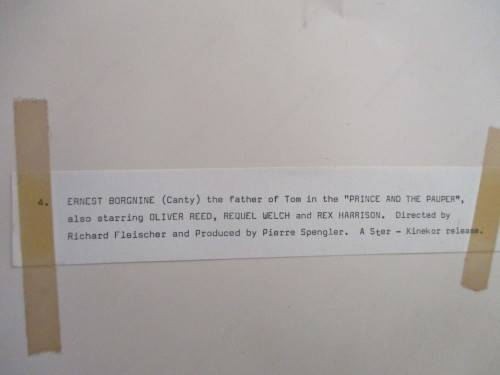 4. ERNEST BORGNINE (Canty) the father of Tom in the "PRINCE AND THE PAUPER",
also starring OLIVER REED, REQUEL WELCH and REX HARRISON. Directed by
Richard Fleischer and Produced by Pierre Spengler. A Ster - Kinekor release.